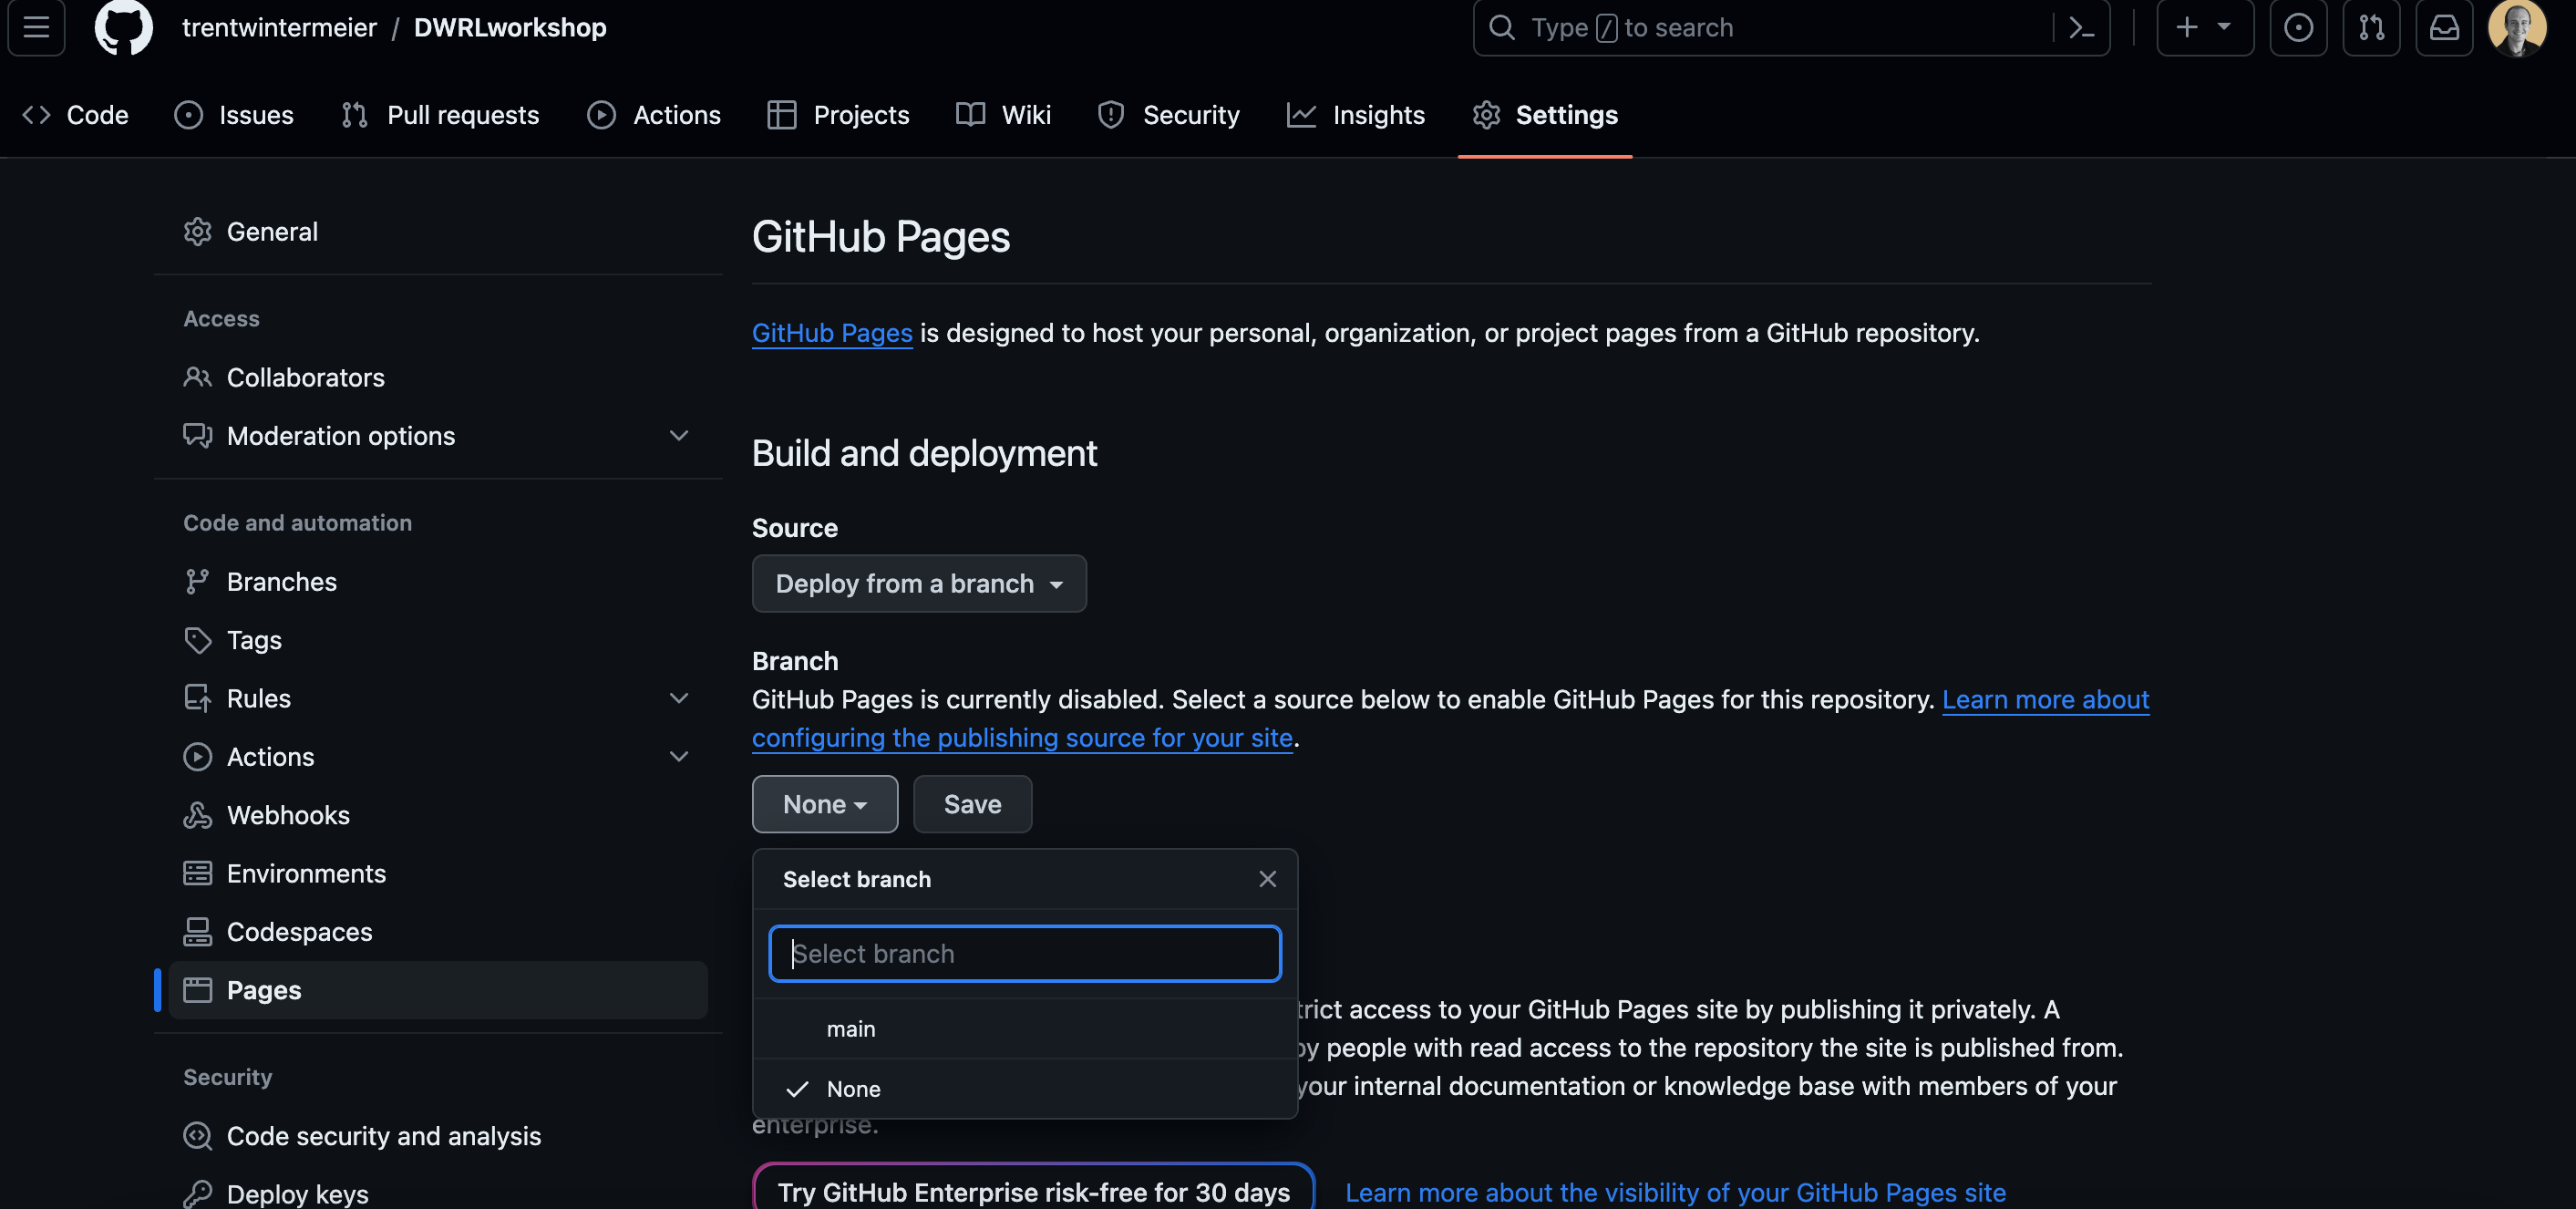 trentwintermeier / DWRLworkshop
Type / to search
Code
Issues
Pull requests
Actions
Projects
Wiki
Security
Insights
Settings
General
Access
Collaborators
Moderation options
Code and automation
Branches
Tags
Rules
Actions
Webhooks
Environments
Codespaces
Pages
Security
Code security and analysis
Deploy keys
GitHub Pages
GitHub Pages is designed to host your personal, organization, or project pages from a GitHub repository.
Build and deployment
Source
Deploy from a branch
Branch
GitHub Pages is currently disabled. Select a source below to enable GitHub Pages for this repository. Learn more about
configuring the publishing source for your site.
None
Save
Select branch
Select branch
main
None
trict access to your GitHub Pages site by publishing it privately. A
by people with read access to the repository the site is published from.
your internal documentation or knowledge base with members of your
enterprise.
Try GitHub Enterprise risk-free for 30 days
Learn more about the visibility of your GitHub Pages site